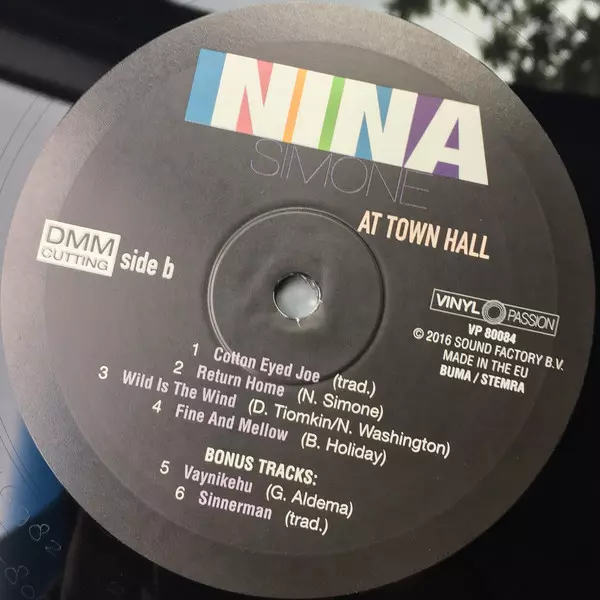 NINA
SIMONE
AT TOWN HALL
DMM
CUTTING
side b
VINYL PASSION
VP 80084
© 2016 SOUND FACTORY B.V.
MADE IN THE EU
BUMA / STEMRA
1 Cotton Eyed Joe (trad.)
2 Return Home (N. Simone)
3 Wild Is The Wind (D. Tiomkin/N. Washington)
4 Fine And Mellow (B. Holiday)
BONUS TRACKS:
5 Vaynikehu (G. Aldema)
6 Sinnerman (trad.)